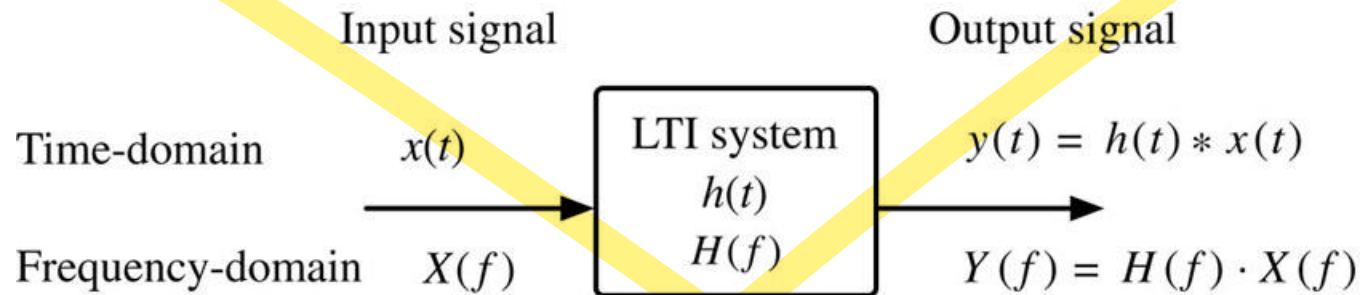 Input signal
Output signal
Time-domain
x(t)
LTI system
y(t) = h(t) * x(t)
h(t)
Frequency-domain
X(f)
H(f)
Y(f) = H(f) · X(f)